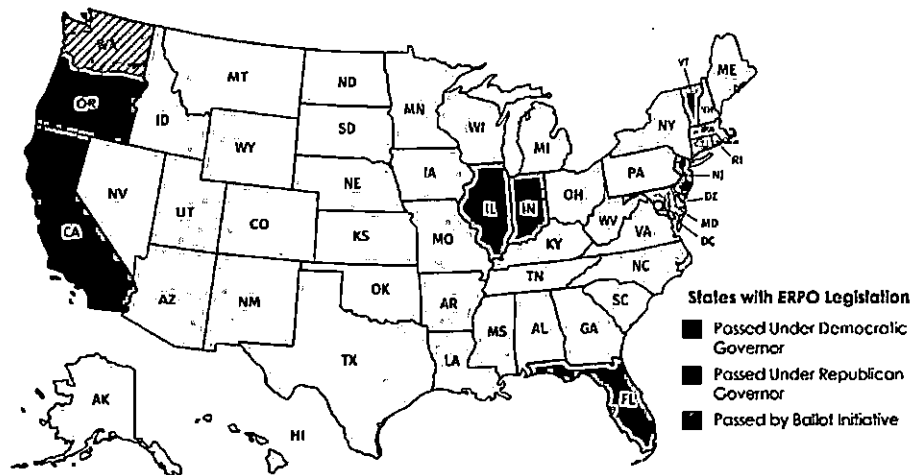 WA
MT
ND
MN
ME
VT
NH
OR
ID
SD
WI
NY
MA
WY
MI
RI
IA
PA
NJ
NE
NV
OH
DE
IL
IN
UT
MD
CO
WV
VA
CA
KS
MO
KY
DC
NC
TN
AZ
NM
OK
AR
SC
MS
AL
GA
TX
LA
FL
AK
HI
States with ERPO Legislation
Passed Under Democratic
Governor
Passed Under Republican
Governor
Passed by Ballot Initiative